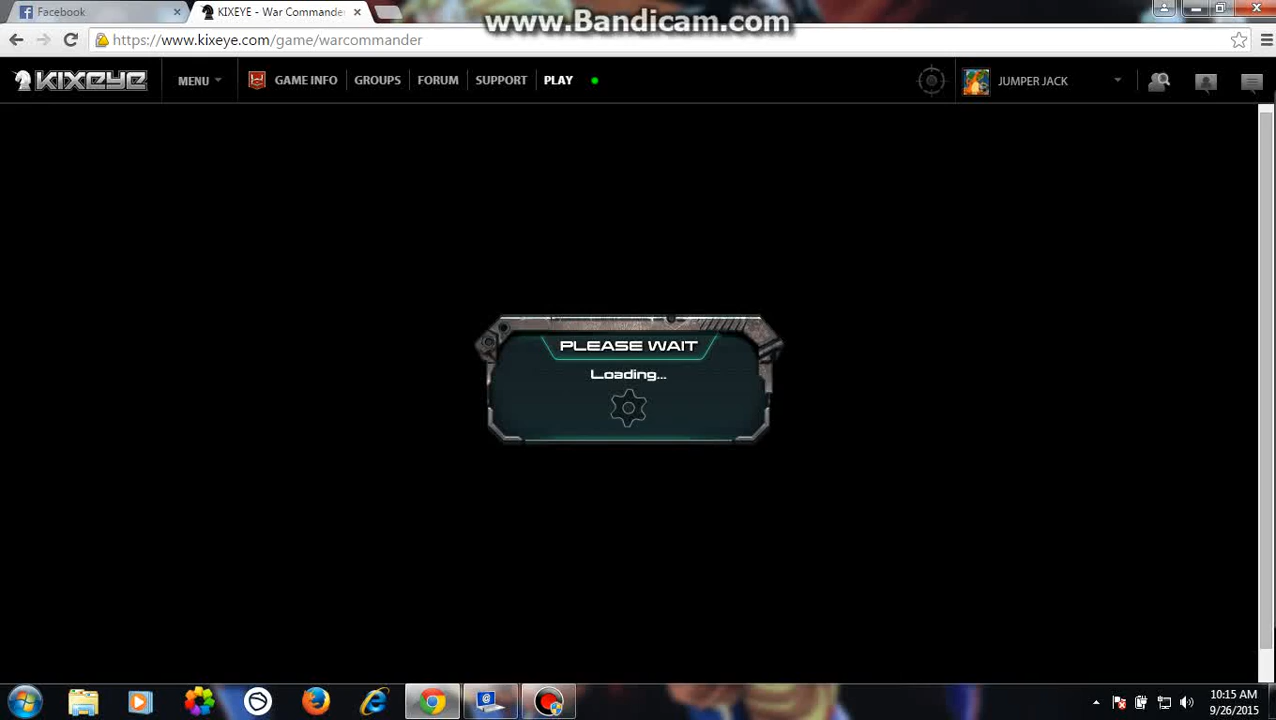 www.Bandicam.com
Facebook
KIXEYE - War Commander
https://www.kixeye.com/game/warcommander
KIXEYE
MENU
GAME INFO
GROUPS
FORUM
SUPPORT
PLAY
JUMPER JACK
PLEASE WAIT
Loading...
10:15 AM
9/26/2015